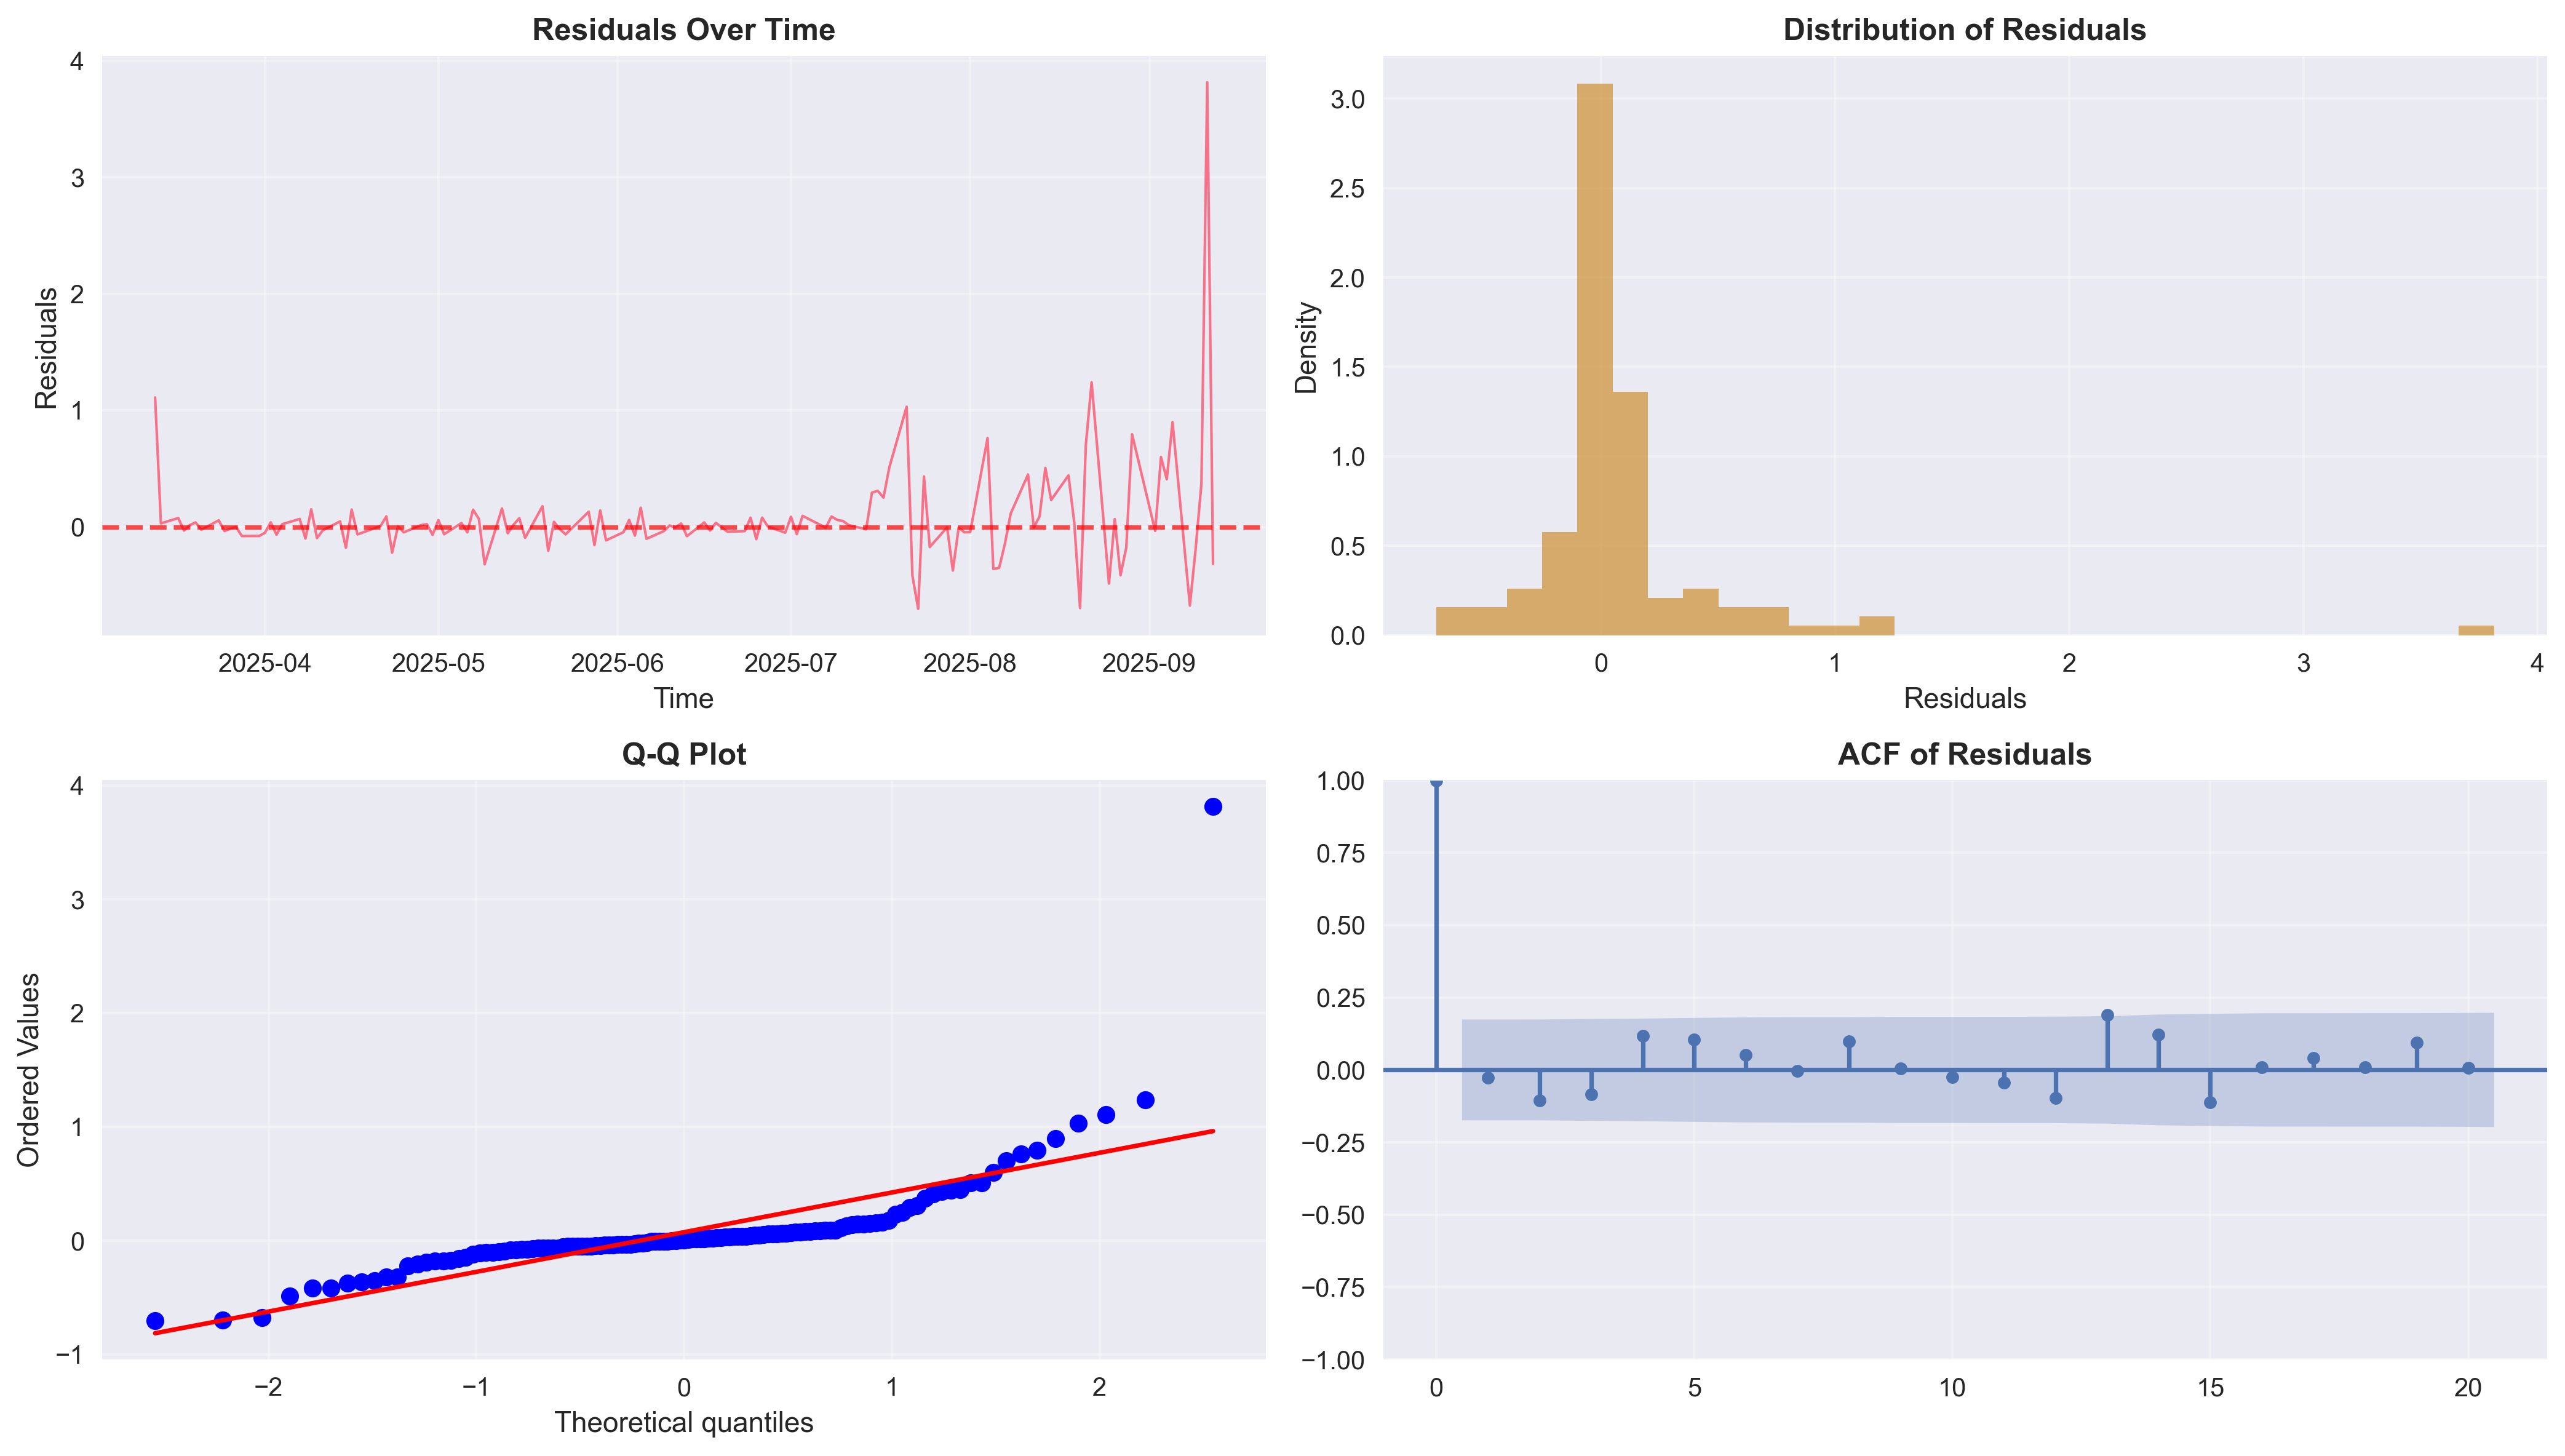 Residuals Over Time
4
3
2
1
0
Residuals
2025-04 2025-05 2025-06 2025-07 2025-08 2025-09
Time
Distribution of Residuals
3.0
2.5
2.0
1.5
1.0
0.5
0.0
Density
0 1 2 3 4
Residuals
Q-Q Plot
4
3
2
1
0
−1
Ordered Values
−2 −1 0 1 2
Theoretical quantiles
ACF of Residuals
1.00
0.75
0.50
0.25
0.00
−0.25
−0.50
−0.75
−1.00
0 5 10 15 20